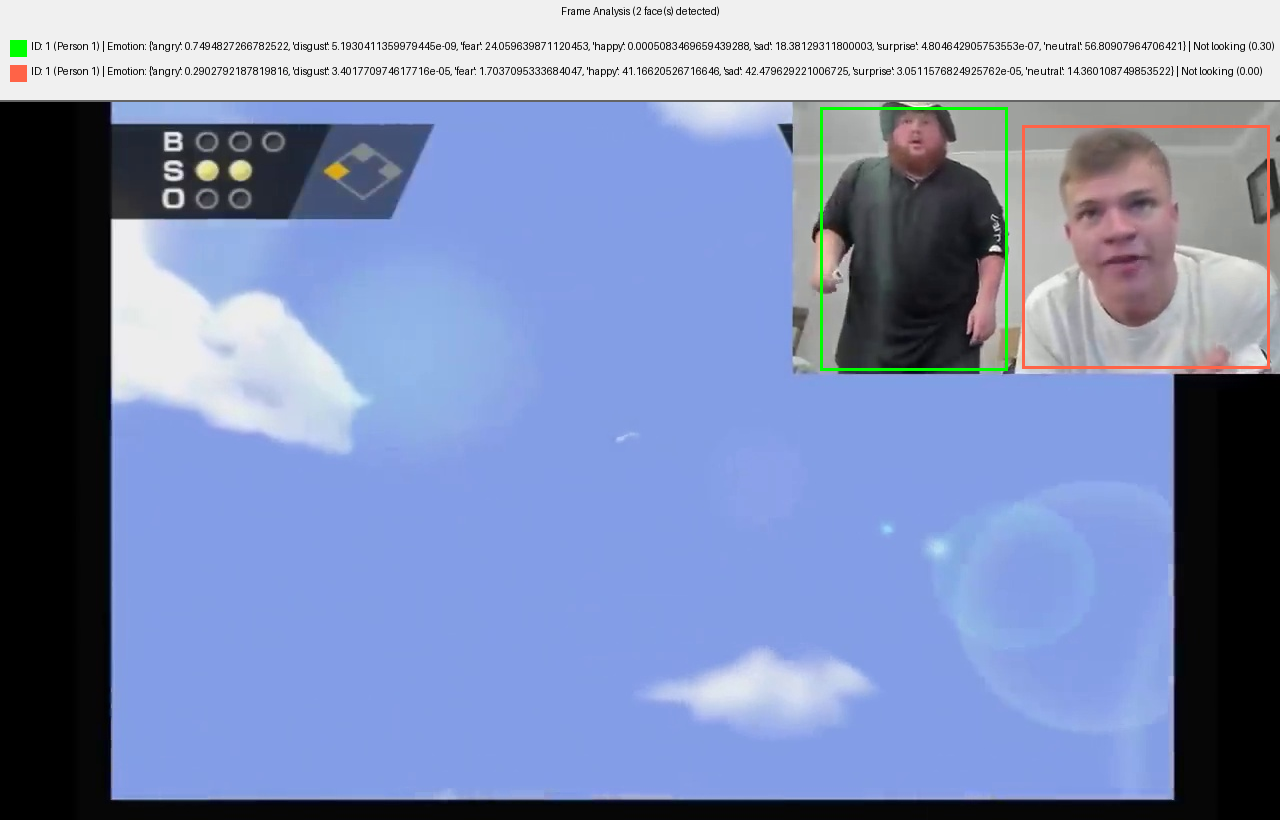 Frame Analysis (2 face(s) detected)
ID: 1 (Person 1) | Emotion: {'angry': 0.7494827266782522, 'disgust': 5.1930411359979445e-09, 'fear': 24.059639871120453, 'happy': 0.0005083469659439288, 'sad': 18.38129311800003, 'surprise': 4.804642905753553e-07, 'neutral': 56.80907964706421} | Not looking (0.30)
ID: 1 (Person 1) | Emotion: {'angry': 0.2902792187819816, 'disgust': 3.401770974617716e-05, 'fear': 1.7037095333684047, 'happy': 41.16620526716646, 'sad': 42.479629221006725, 'surprise': 3.0511576824925762e-05, 'neutral': 14.360108749853522} | Not looking (0.00)
B
S
O